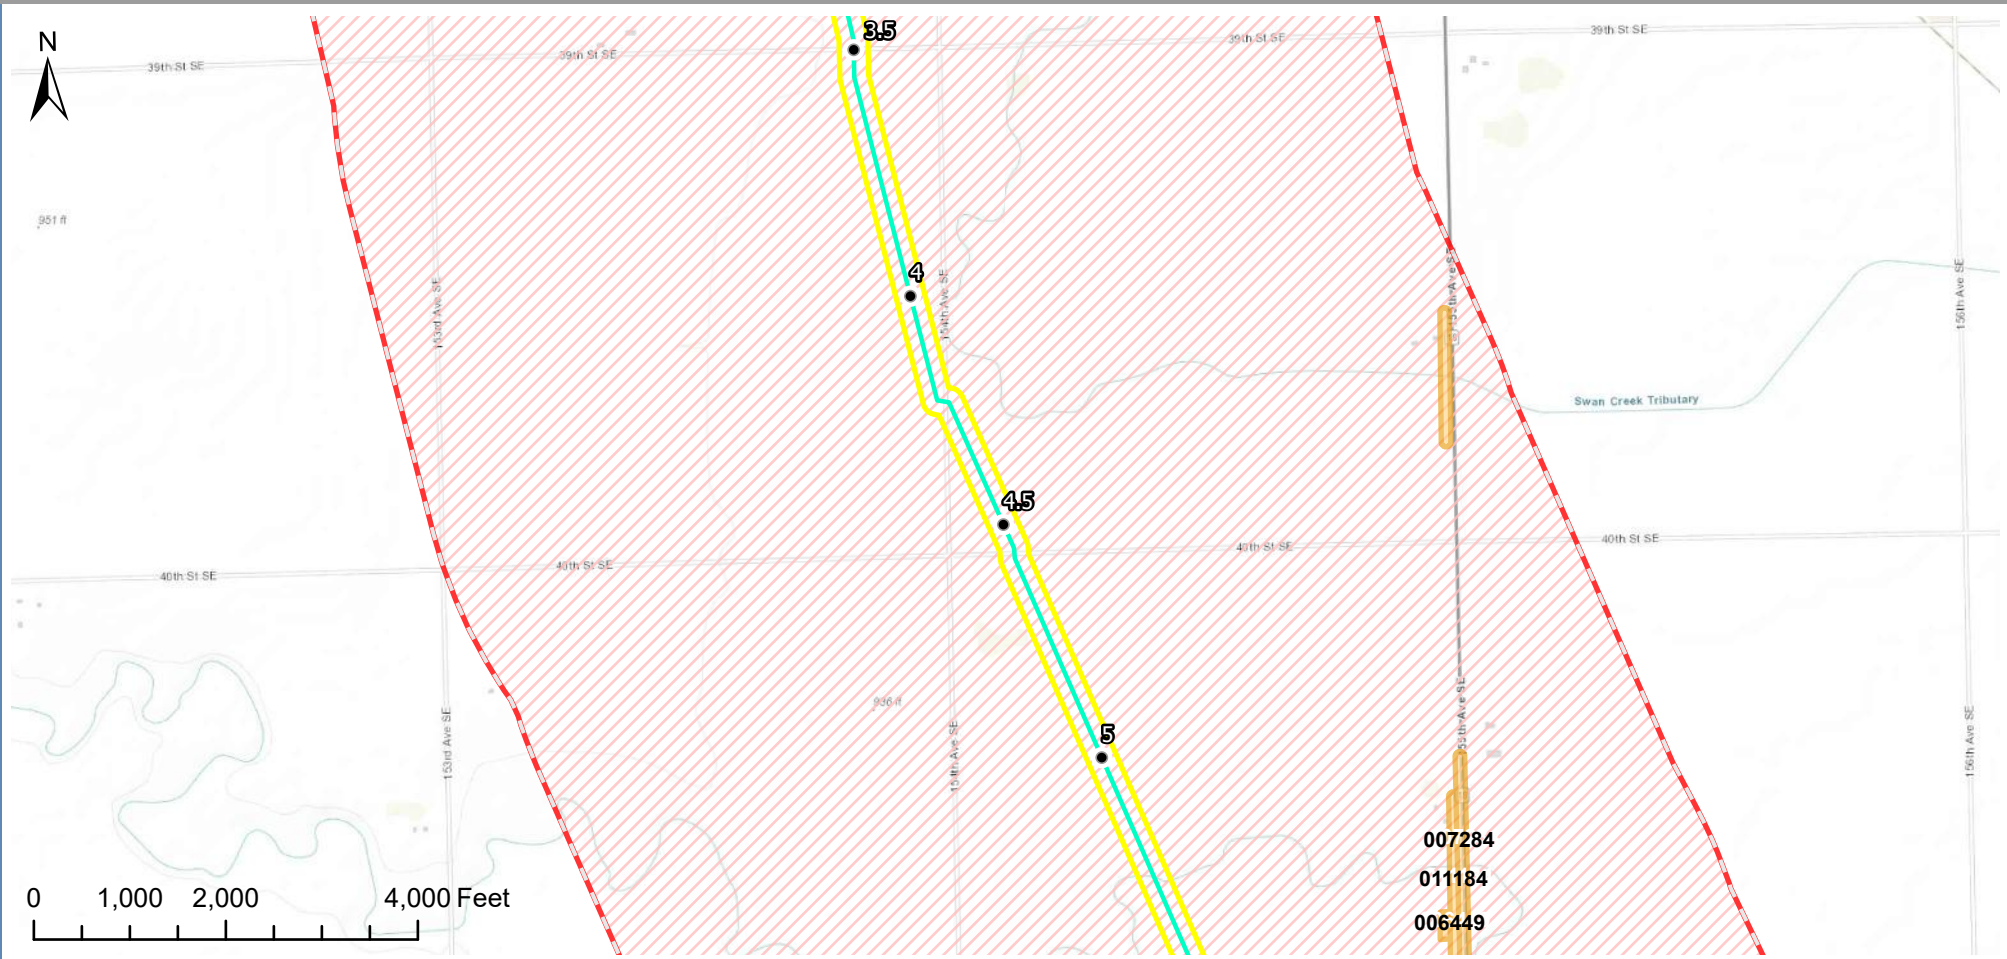 3.5
39th St SE
39th St SE
39th St SE
39th St SE
N
951 ft
4
153rd Ave SE
154th Ave SE
155th Ave SE
156th Ave SE
Swan Creek Tributary
4.5
40th St SE
40th St SE
40th St SE
40th St SE
936 ft
5
153rd Ave SE
154th Ave SE
155th Ave SE
156th Ave SE
007284
011184
006449
0 1,000 2,000 4,000 Feet